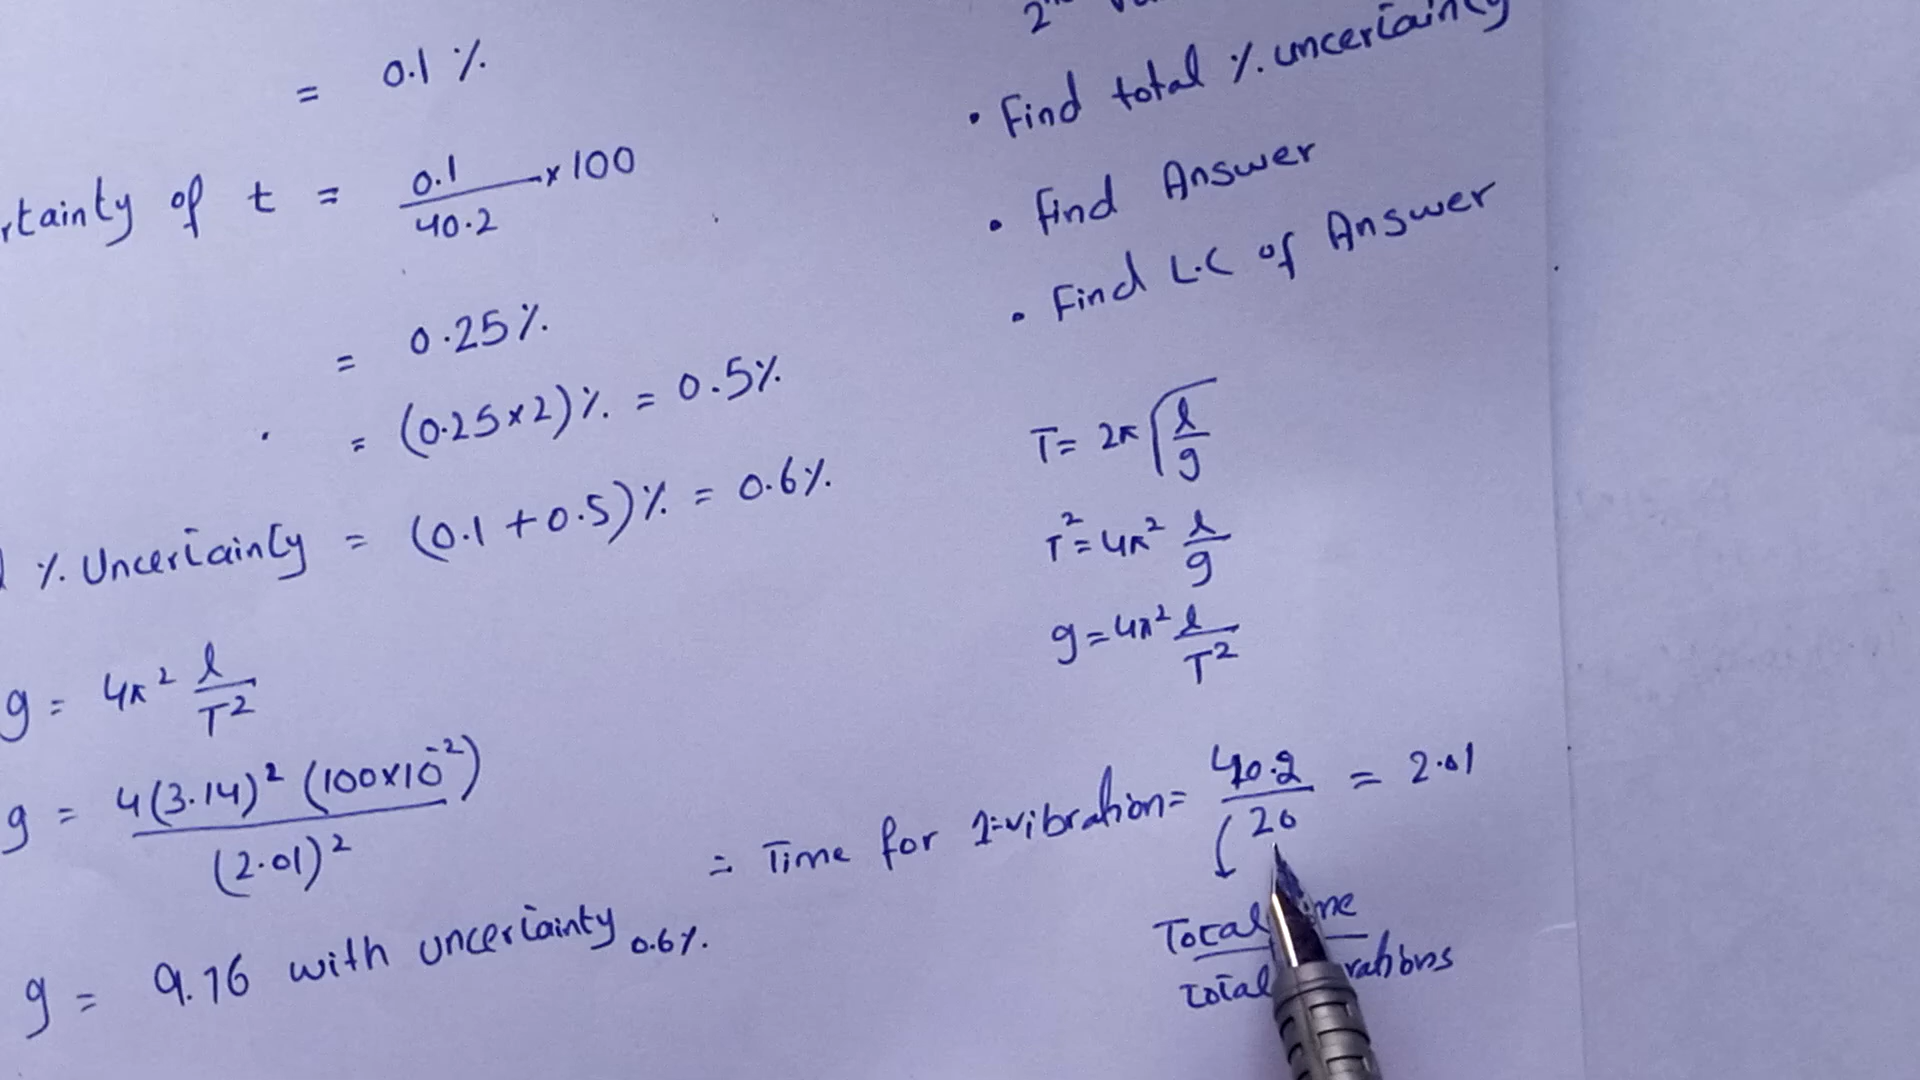 = 0.1 %
of t = 0.1/40.2 × 100
= 0.25%
= (0.25×2)% = 0.5%
% Uncertainty = (0.1 + 0.5)% = 0.6%
g = 4π² l/T²
g = 4(3.14)² (100×10⁻²)/(2.01)²
g = 9.76 with uncertainty 0.6%.
• Find total % uncertainty
• Find Answer
• Find L.C of Answer
T = 2π√(l/g)
T² = 4π² l/g
g = 4π² l/T²
= Time for 1-vibration = 40.2/20 = 2.01
Total
total